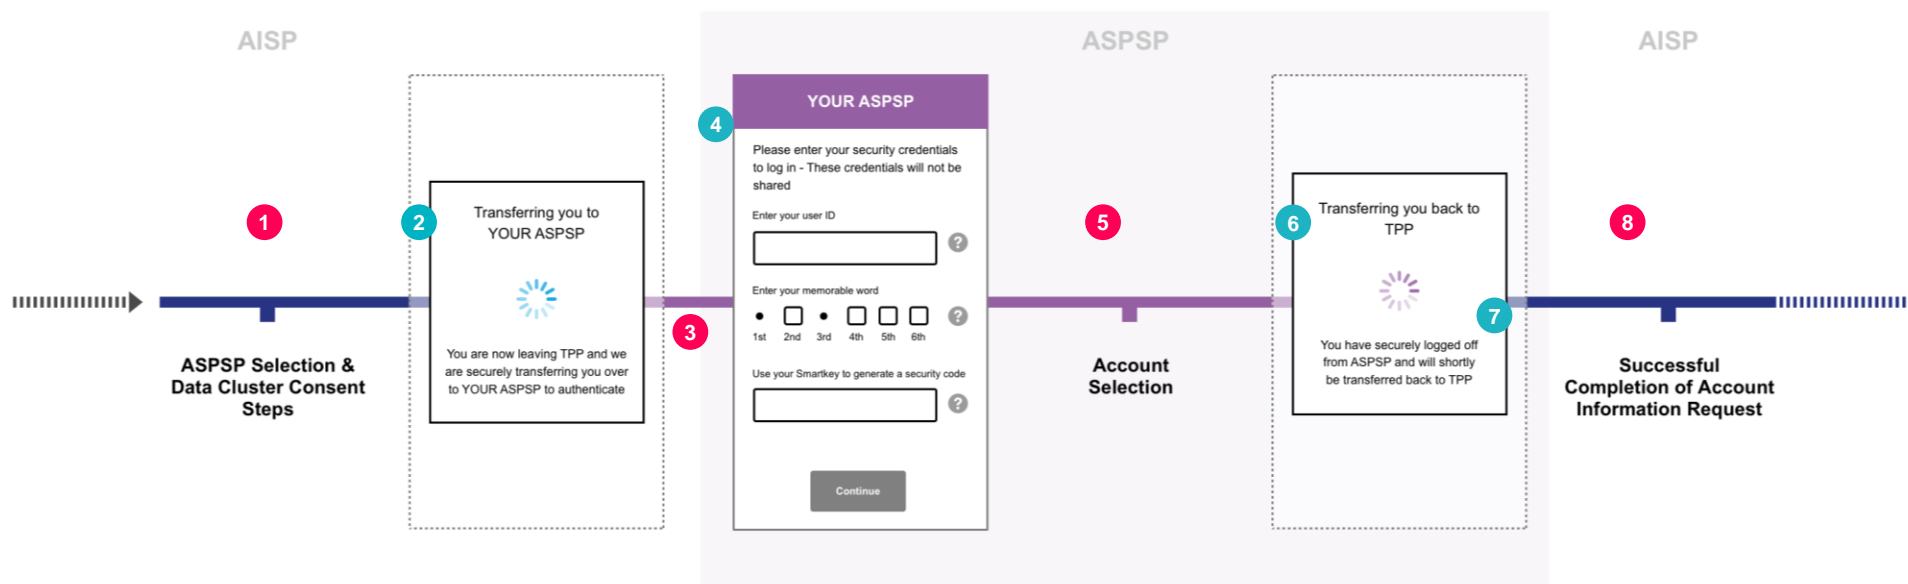 AISP
ASPSP
AISP
1
ASPSP Selection &
Data Cluster Consent
Steps
2
Transferring you to
YOUR ASPSP
You are now leaving TPP and we
are securely transferring you over
to YOUR ASPSP to authenticate
3
4
YOUR ASPSP
Please enter your security credentials
to log in - These credentials will not be
shared
Enter your user ID
?
Enter your memorable word
?
1st 2nd 3rd 4th 5th 6th
Use your Smartkey to generate a security code
?
Continue
5
Account
Selection
6
Transferring you back to
TPP
7
You have securely logged off
from ASPSP and will shortly
be transferred back to TPP
8
Successful
Completion of Account
Information Request